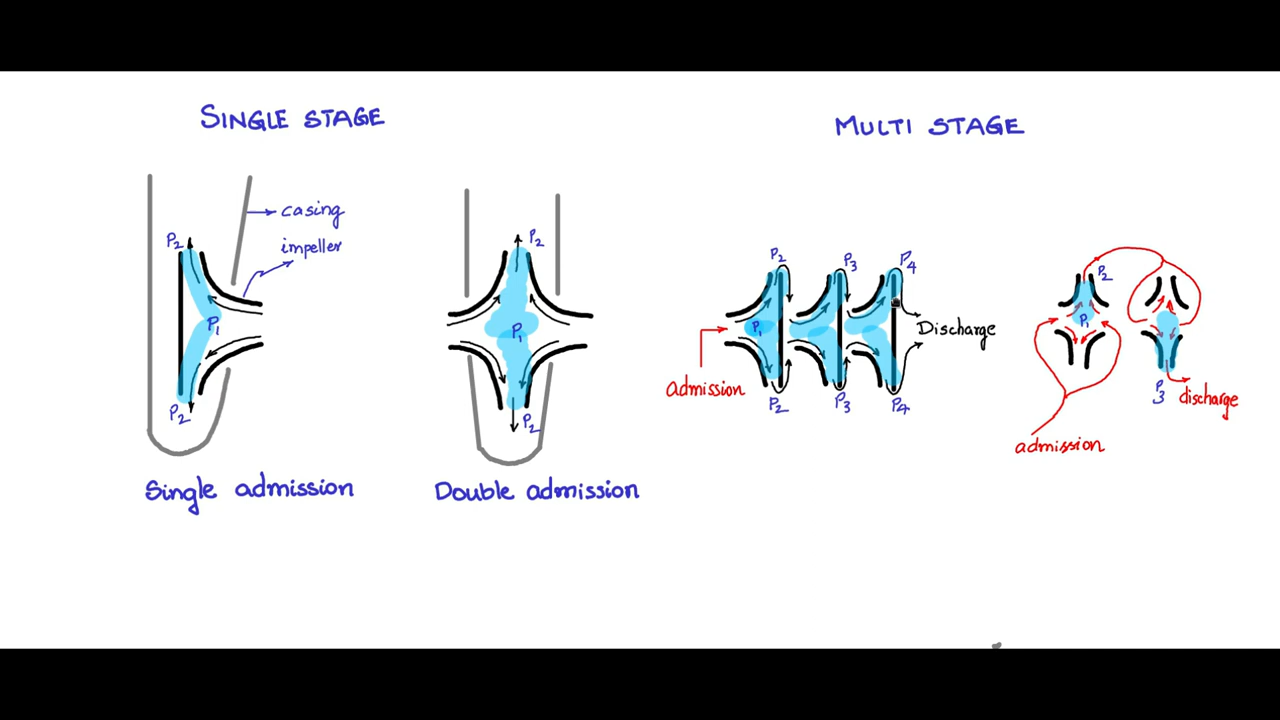 SINGLE STAGE
MULTI STAGE
casing
impeller
P2
P1
P2
Single admission
P2
P1
P2
Double admission
P2
P3
P4
P1
Discharge
admission
P2
P3
P4
P2
P1
P3
discharge
admission